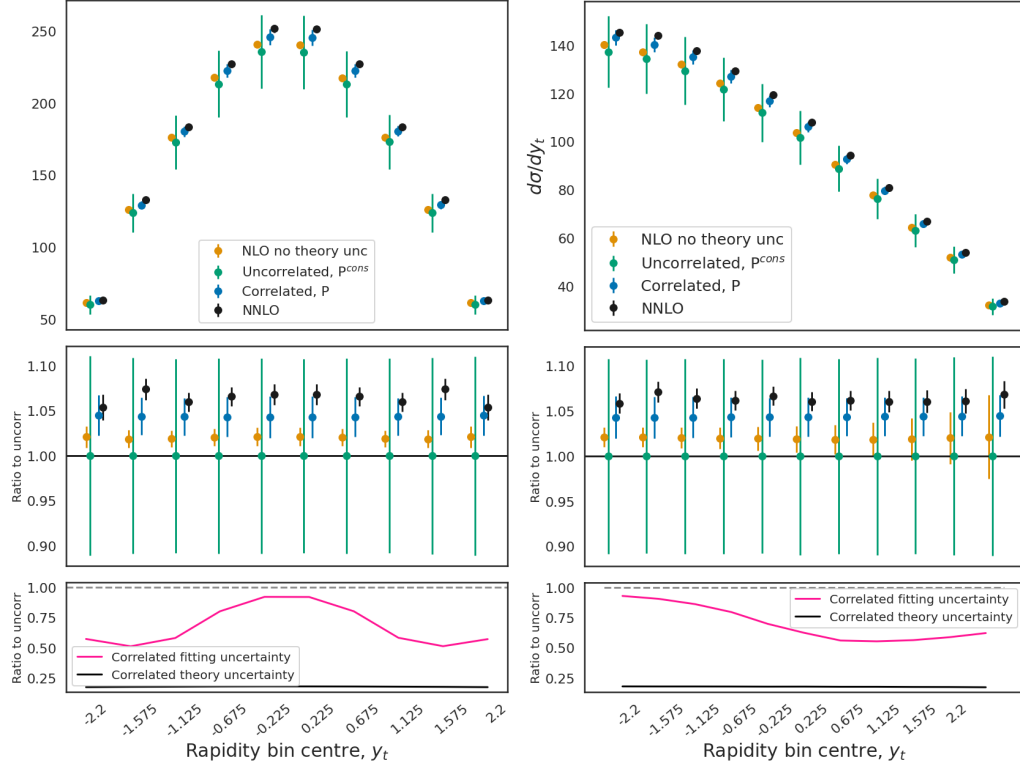 250
200
150
100
50
NLO no theory unc
Uncorrelated, P^cons
Correlated, P
NNLO
Ratio to uncorr
1.10
1.05
1.00
0.95
0.90
Ratio to uncorr
1.00
0.75
0.50
0.25
Correlated fitting uncertainty
Correlated theory uncertainty
-2.2
-1.575
-1.125
-0.675
-0.225
0.225
0.675
1.125
1.575
2.2
Rapidity bin centre, y_t
dσ/dy_t
140
120
100
80
60
40
NLO no theory unc
Uncorrelated, P^cons
Correlated, P
NNLO
Ratio to uncorr
1.10
1.05
1.00
0.95
0.90
Ratio to uncorr
1.00
0.75
0.50
0.25
Correlated fitting uncertainty
Correlated theory uncertainty
-2.2
-1.575
-1.125
-0.675
-0.225
0.225
0.675
1.125
2.2
Rapidity bin centre, y_t